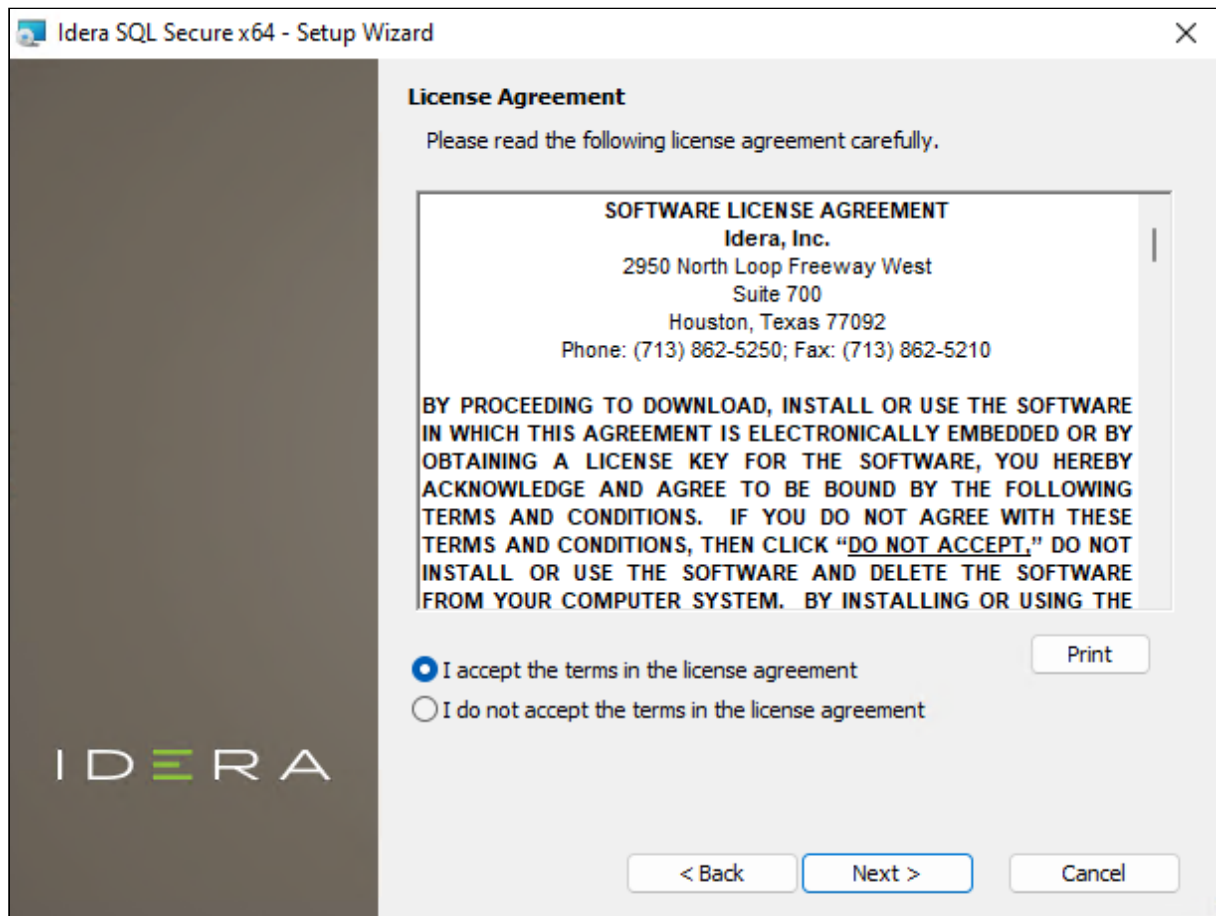 Idera SQL Secure x64 - Setup Wizard
License Agreement
Please read the following license agreement carefully.
SOFTWARE LICENSE AGREEMENT
Idera, Inc.
2950 North Loop Freeway West
Suite 700
Houston, Texas 77092
Phone: (713) 862-5250; Fax: (713) 862-5210
BY PROCEEDING TO DOWNLOAD, INSTALL OR USE THE SOFTWARE
IN WHICH THIS AGREEMENT IS ELECTRONICALLY EMBEDDED OR BY
OBTAINING A LICENSE KEY FOR THE SOFTWARE, YOU HEREBY
ACKNOWLEDGE AND AGREE TO BE BOUND BY THE FOLLOWING
TERMS AND CONDITIONS. IF YOU DO NOT AGREE WITH THESE
TERMS AND CONDITIONS, THEN CLICK “DO NOT ACCEPT,” DO NOT
INSTALL OR USE THE SOFTWARE AND DELETE THE SOFTWARE
FROM YOUR COMPUTER SYSTEM. BY INSTALLING OR USING THE
Print
I accept the terms in the license agreement
I do not accept the terms in the license agreement
IDERA
< Back
Next >
Cancel